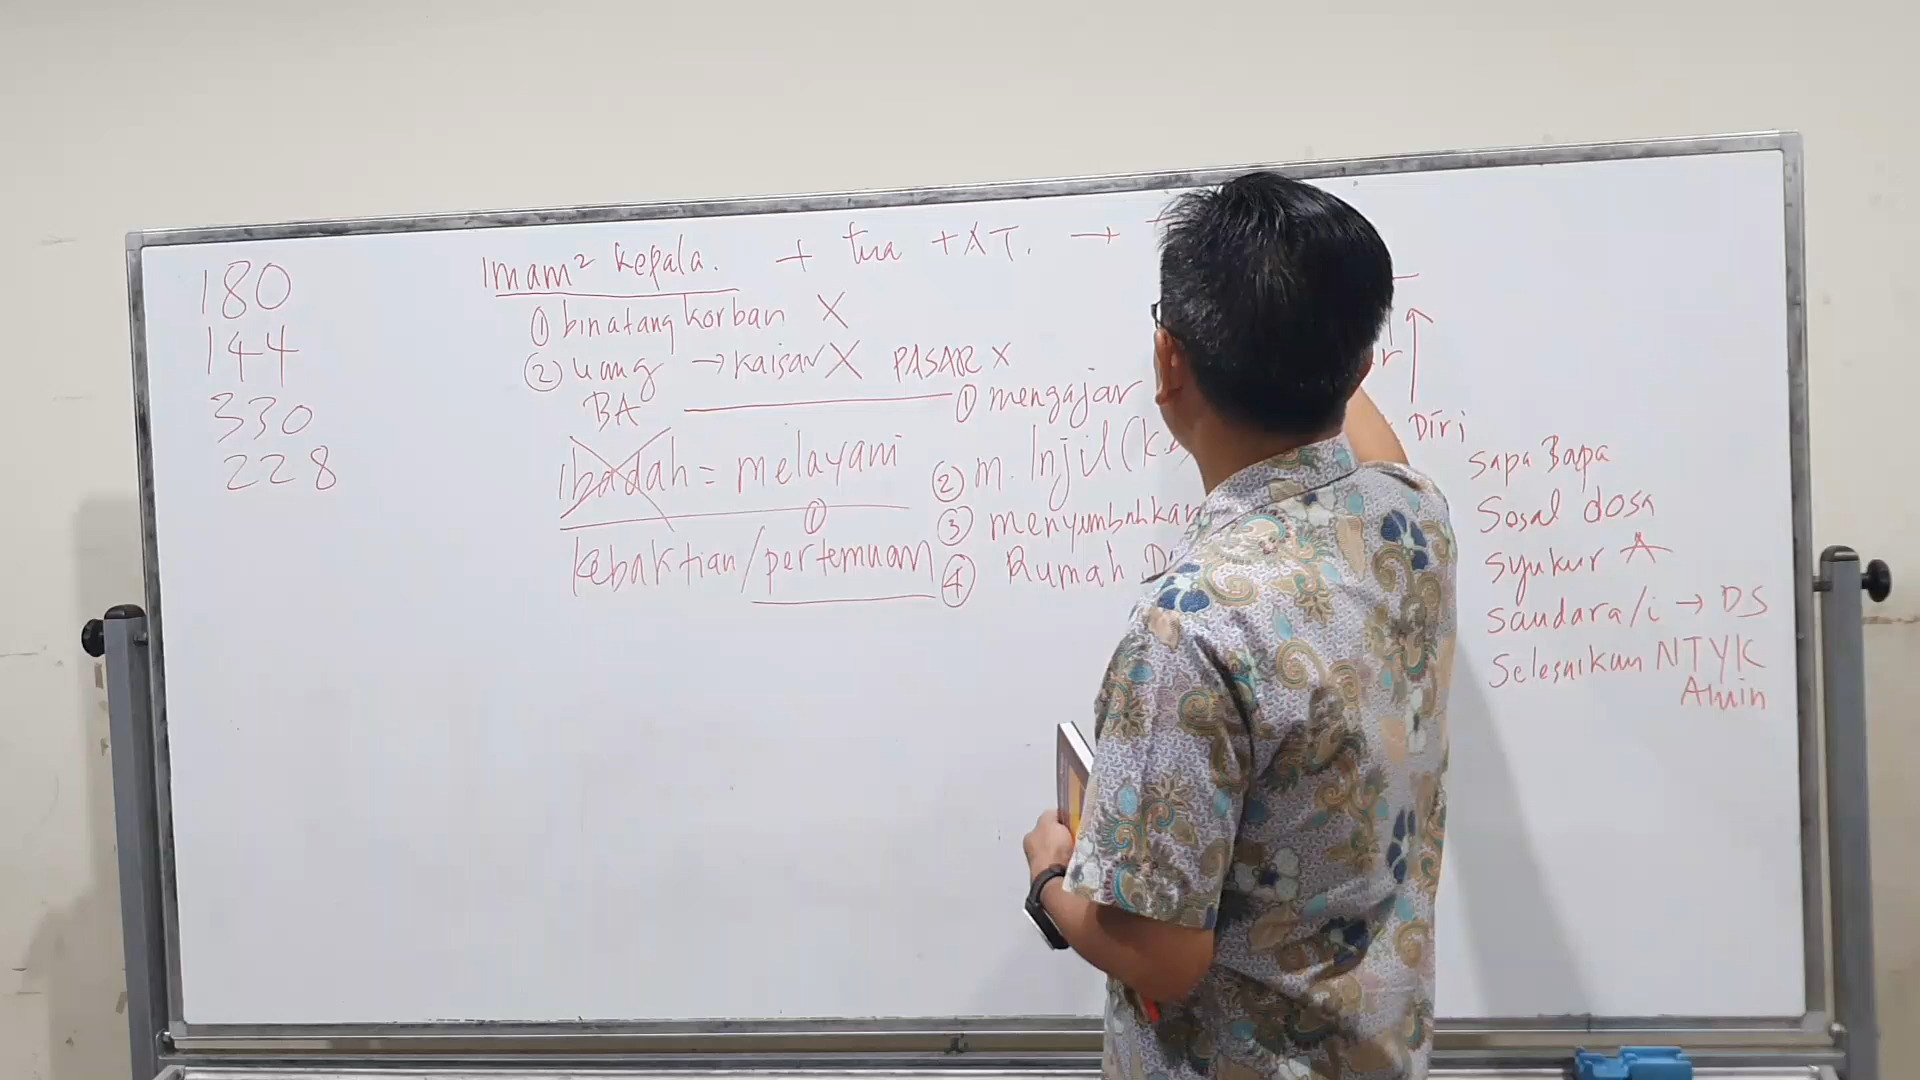 180
144
330
228
Imam² kepala. + tua + AT. →
① binatang korban X
② uang → kaisar X PASAR X
BA
① mengajar
Ibadah = melayani
② m. Injil (K.
①
③ menyembuhkan
kebaktian/pertemuan
④ Rumah
Diri
Sapa Bapa
Sosal dosa
Syukur A
Saudara/i → DS
Selesaikan NTYK
Amin